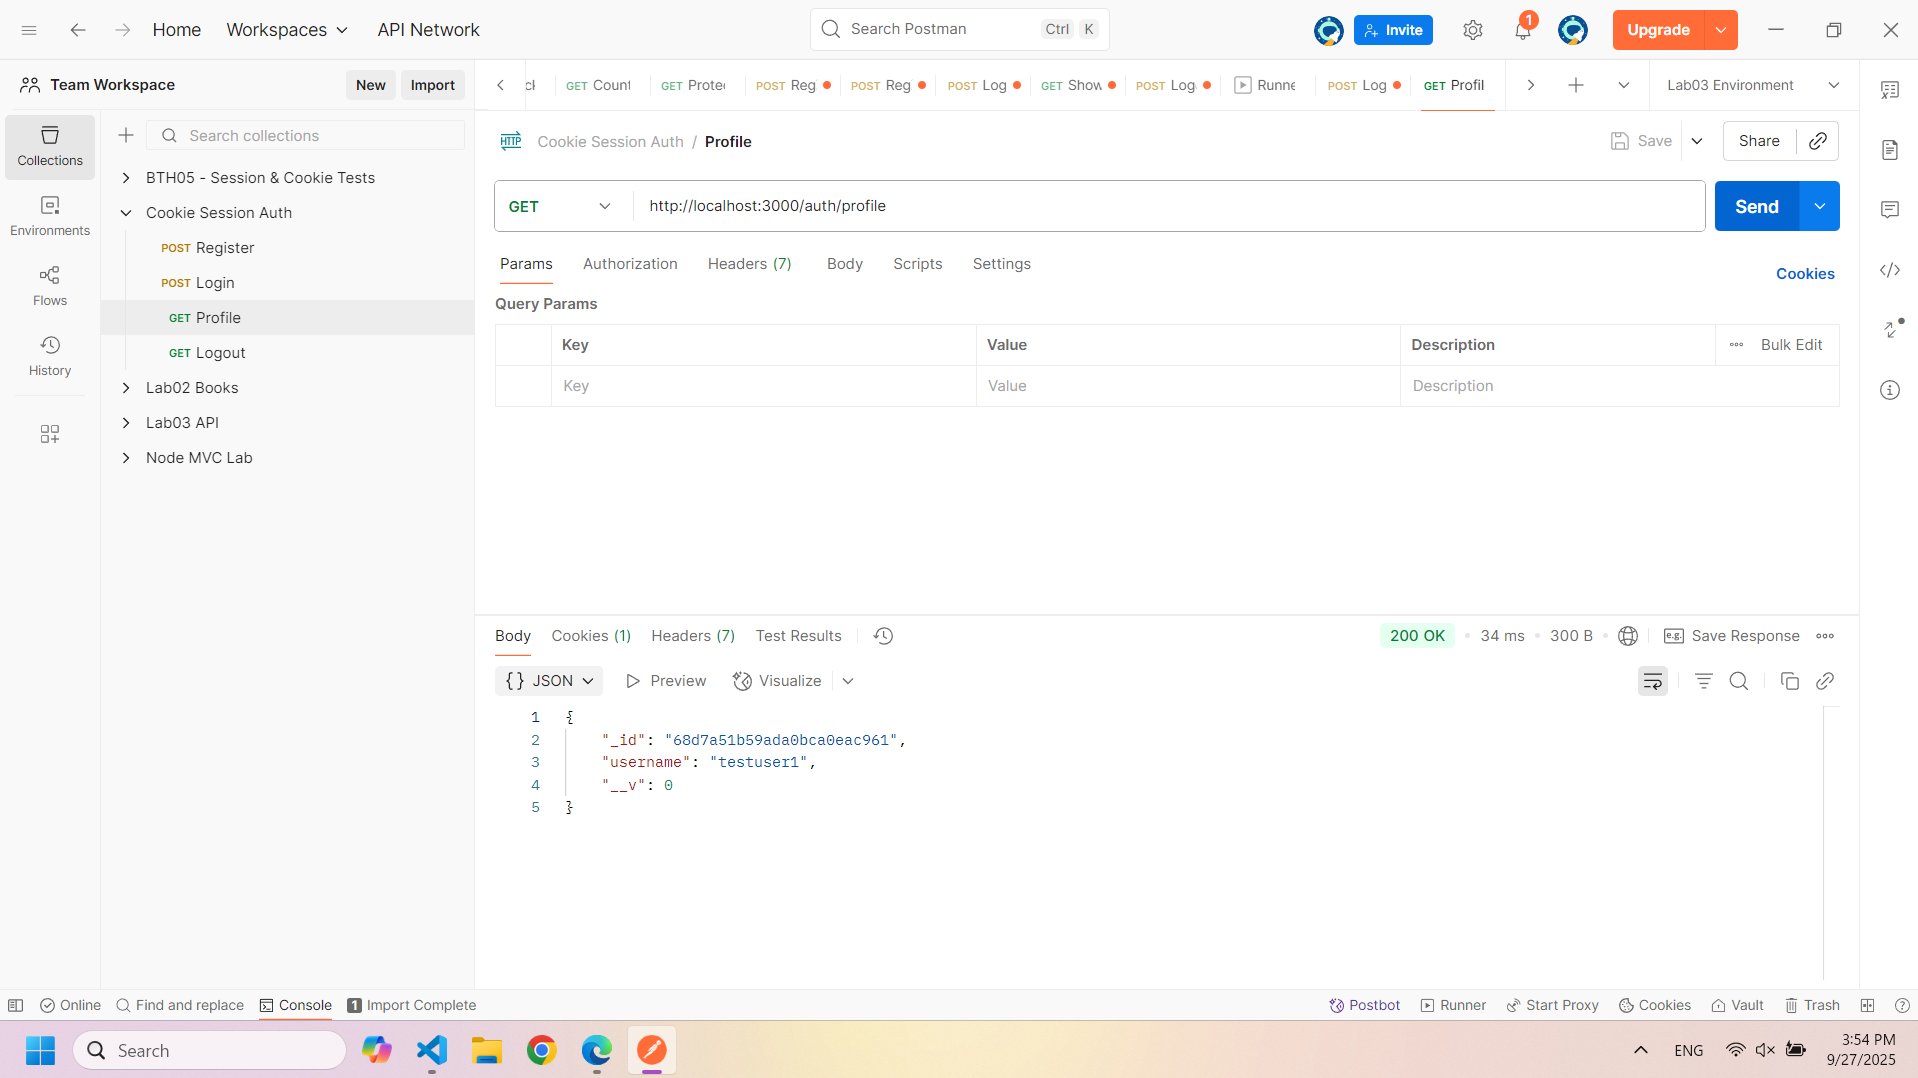 Home
Workspaces
API Network
Search Postman
Ctrl
K
Invite
1
Upgrade
Team Workspace
New
Import
GET Count
GET Prote
POST Reg
POST Reg
POST Log
GET Show
POST Log
Runne
POST Log
GET Profil
Lab03 Environment
Collections
Environments
Flows
History
Search collections
BTH05 - Session & Cookie Tests
Cookie Session Auth
POST Register
POST Login
GET Profile
GET Logout
Lab02 Books
Lab03 API
Node MVC Lab
HTTP
Cookie Session Auth / Profile
Save
Share
GET
http://localhost:3000/auth/profile
Send
Params
Authorization
Headers (7)
Body
Scripts
Settings
Cookies
Query Params
Key
Value
Description
Bulk Edit
Key
Value
Description
Body
Cookies (1)
Headers (7)
Test Results
200 OK
34 ms
300 B
e.g.
Save Response
{} JSON
Preview
Visualize
1 {
2 "_id": "68d7a51b59ada0bca0eac961",
3 "username": "testuser1",
4 "__v": 0
5 }
Online
Find and replace
Console
1 Import Complete
Postbot
Runner
Start Proxy
Cookies
Vault
Trash
Search
ENG
3:54 PM
9/27/2025